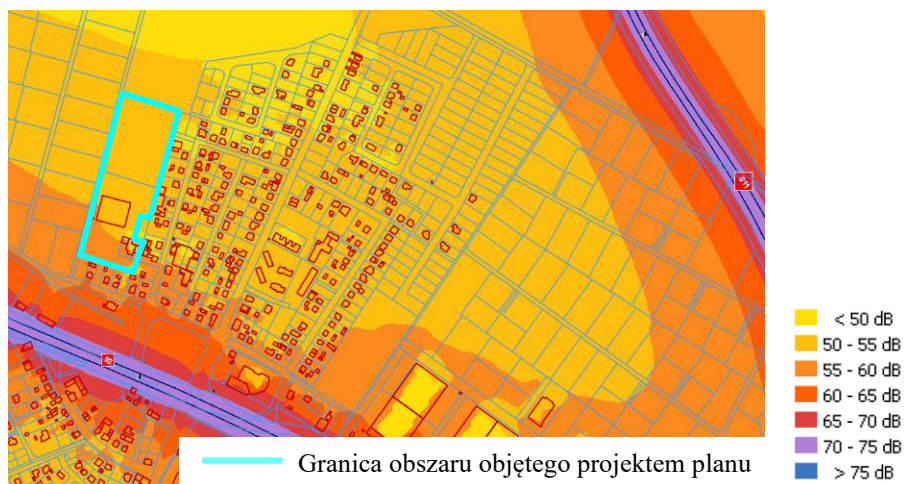 < 50 dB
50 - 55 dB
55 - 60 dB
60 - 65 dB
65 - 70 dB
70 - 75 dB
> 75 dB
Granica obszaru objętego projektem planu